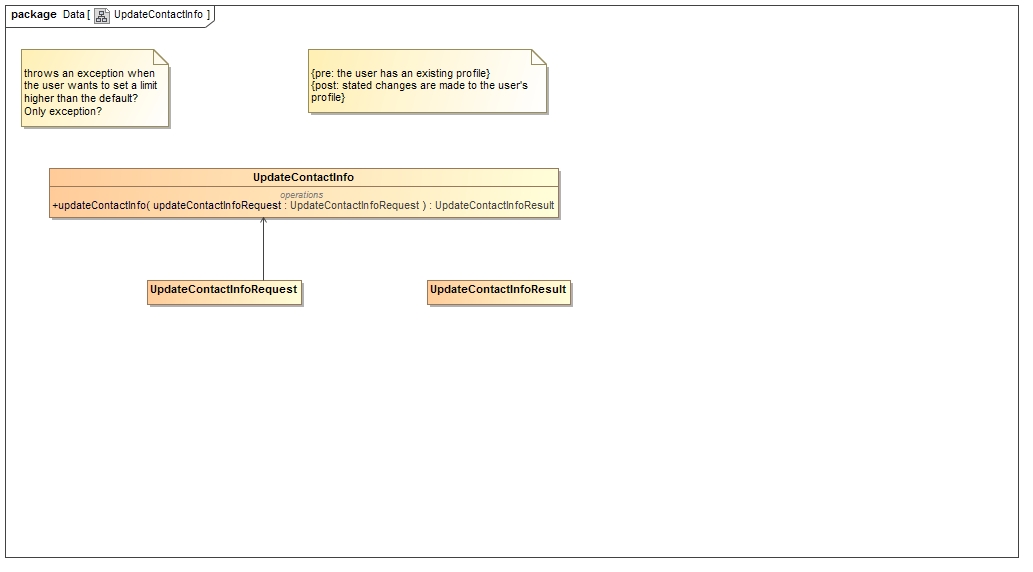 package Data [ UpdateContactInfo ]
throws an exception when
the user wants to set a limit
higher than the default?
Only exception?
{pre: the user has an existing profile}
{post: stated changes are made to the user's
profile}
UpdateContactInfo
operations
+updateContactInfo( updateContactInfoRequest : UpdateContactInfoRequest ) : UpdateContactInfoResult
UpdateContactInfoRequest
UpdateContactInfoResult